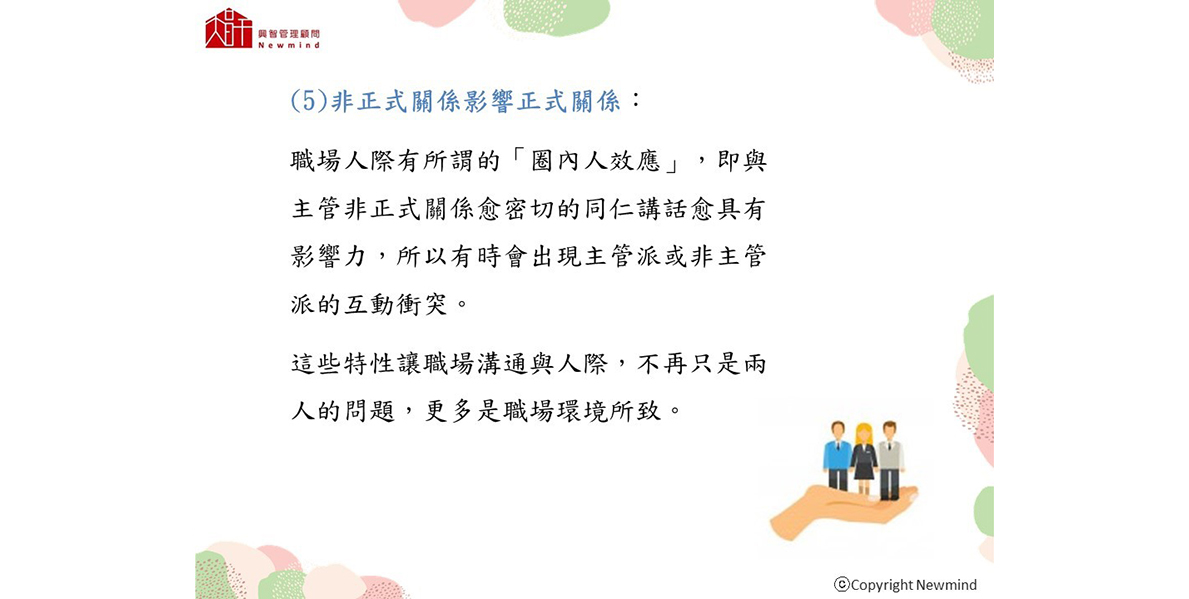 興智管理顧問
Newmind
(5)非正式關係影響正式關係：
職場人際有所謂的「圈內人效應」，即與
主管非正式關係愈密切的同仁講話愈具有
影響力，所以有時會出現主管派或非主管
派的互動衝突。
這些特性讓職場溝通與人際，不再只是兩
人的問題，更多是職場環境所致。
©Copyright Newmind